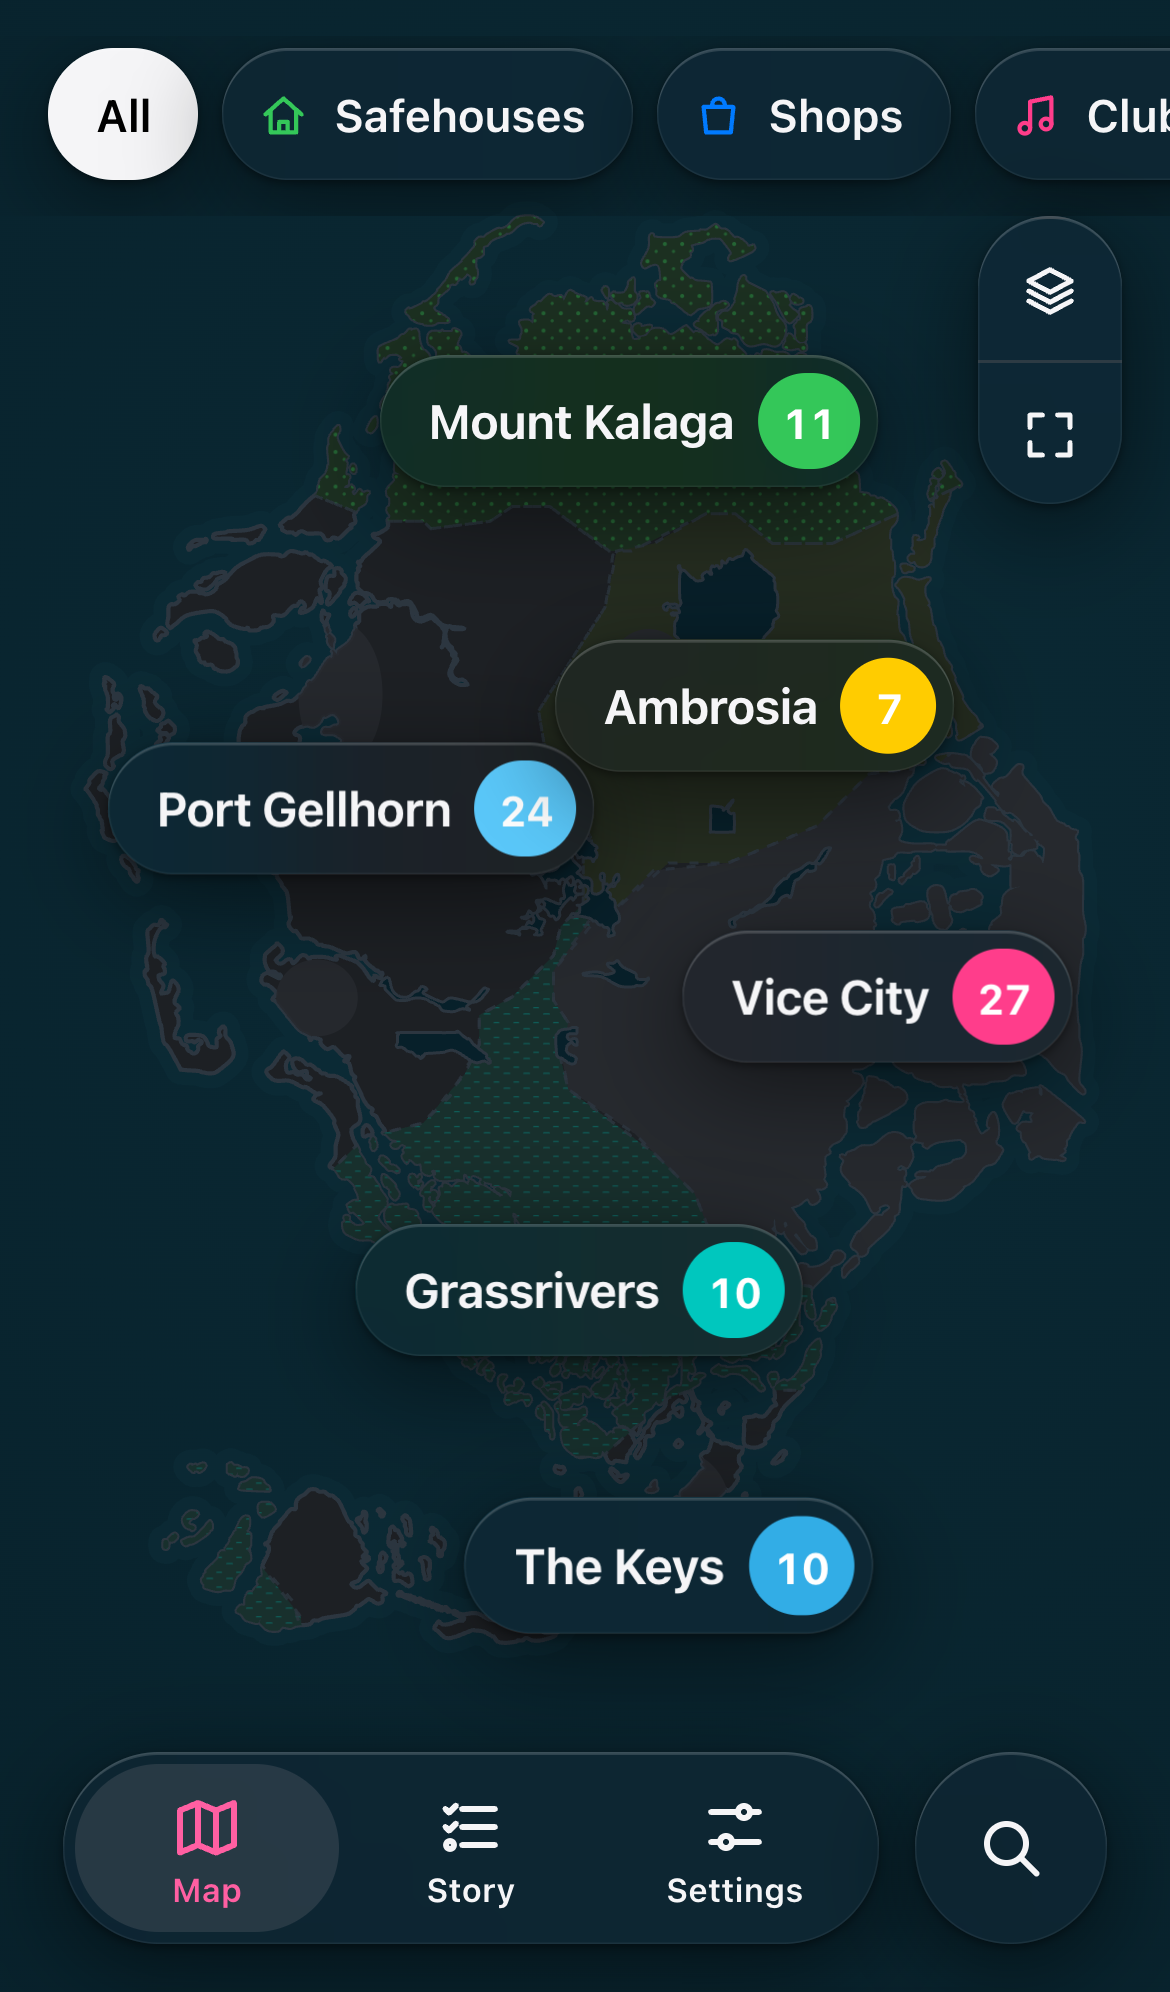 All
Safehouses
Shops
Club
Mount Kalaga 11
Ambrosia 7
Port Gellhorn 24
Vice City 27
Grassrivers 10
The Keys 10
Map
Story
Settings